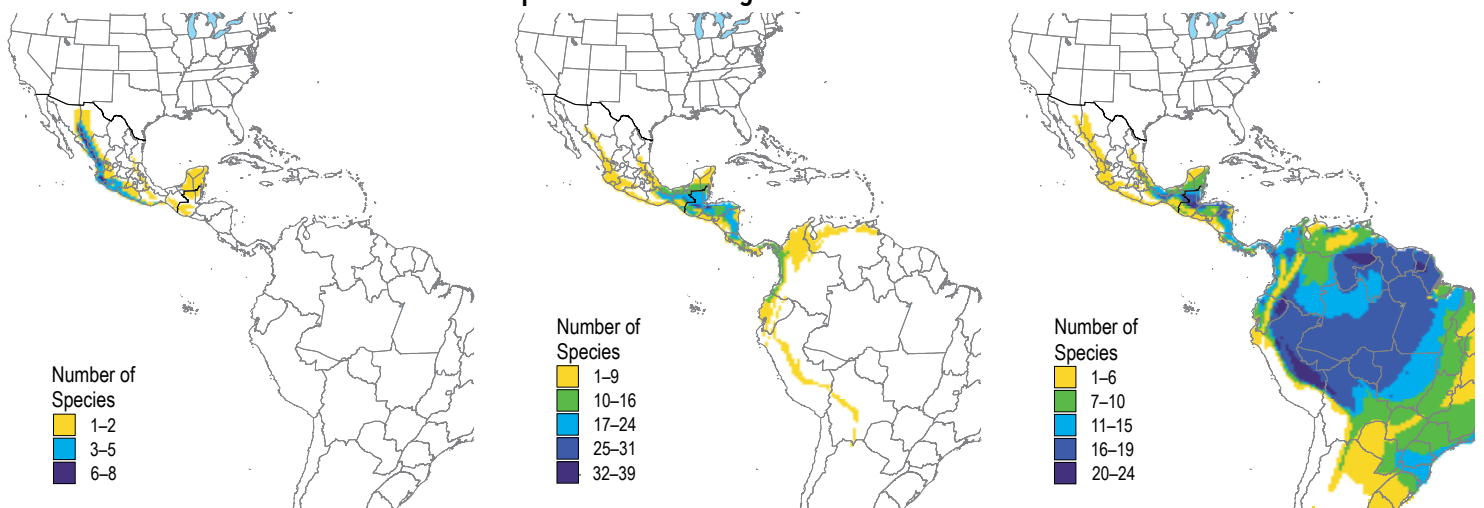 Number of
Species
1–2
3–5
6–8
Number of
Species
1–9
10–16
17–24
25–31
32–39
Number of
Species
1–6
7–10
11–15
16–19
20–24